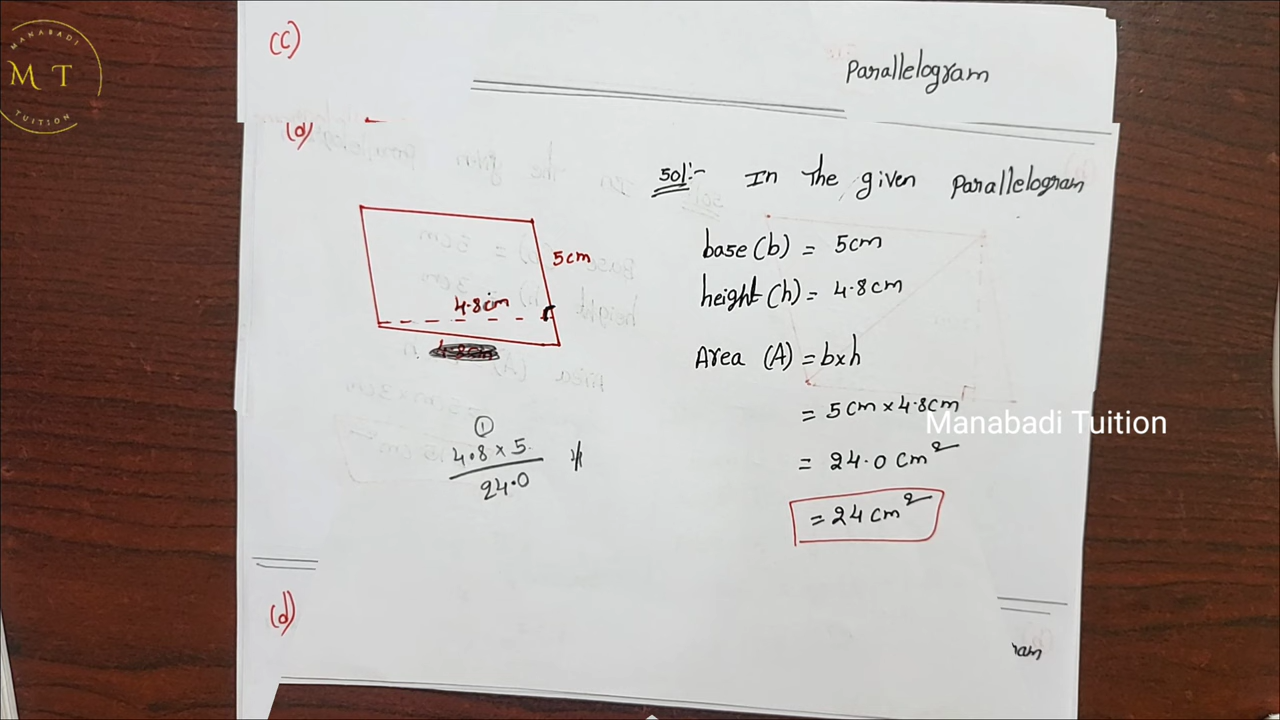 MANABADI
M T
TUITION
(C)
Parallelogram
(d)
Sol:- In the given Parallelogram
5cm
4.8cm
base(b) = 5cm
height(h) = 4.8cm
Area (A) = b×h
= 5cm×4.8cm
Manabadi Tuition
= 24.0 cm²
= 24 cm²
1
4.8×5
24.0
(d)
ram